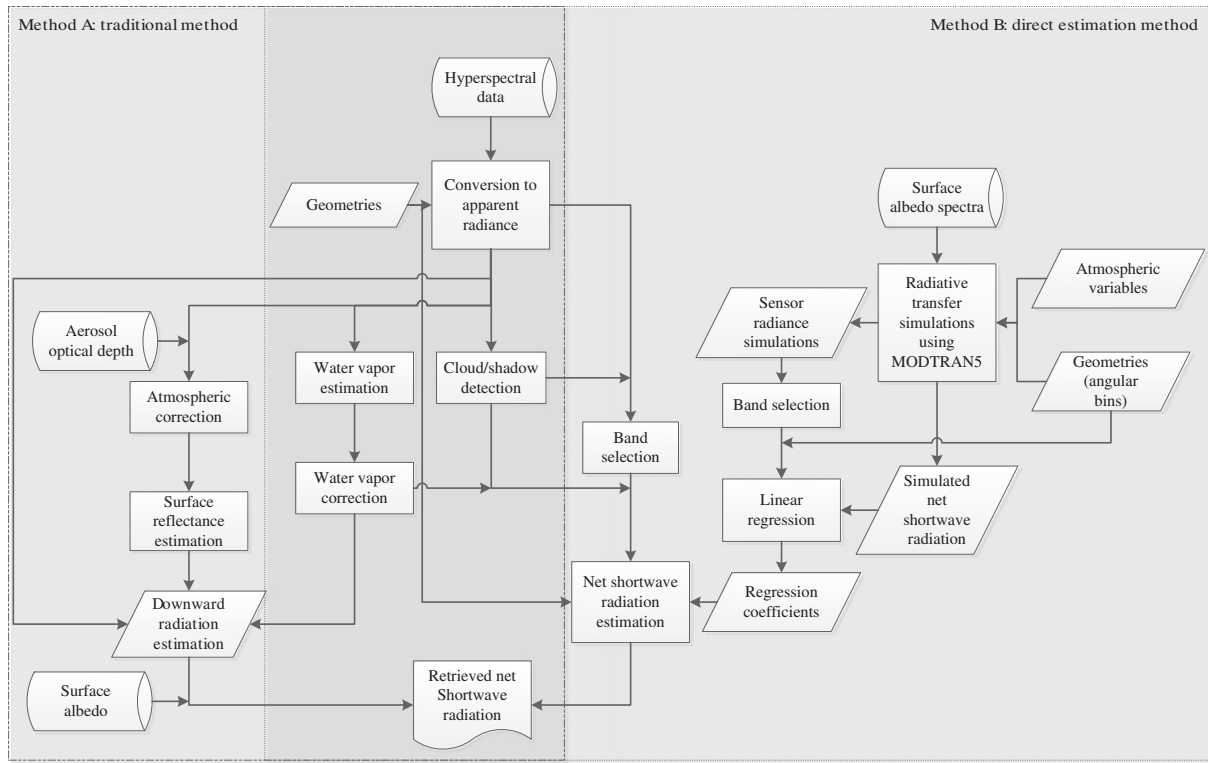 Method A: traditional method
Method B: direct estimation method
Hyperspectral
data
Conversion to
apparent
radiance
Geometries
Surface
albedo spectra
Atmospheric
variables
Radiative
transfer
simulations
using
MODTRAN5
Sensor
radiance
simulations
Geometries
(angular
bins)
Aerosol
optical depth
Water vapor
estimation
Cloud/shadow
detection
Atmospheric
correction
Band selection
Band
selection
Water vapor
correction
Surface
reflectance
estimation
Linear
regression
Simulated
net
shortwave
radiation
Downward
radiation
estimation
Net shortwave
radiation
estimation
Regression
coefficients
Surface
albedo
Retrieved net
Shortwave
radiation